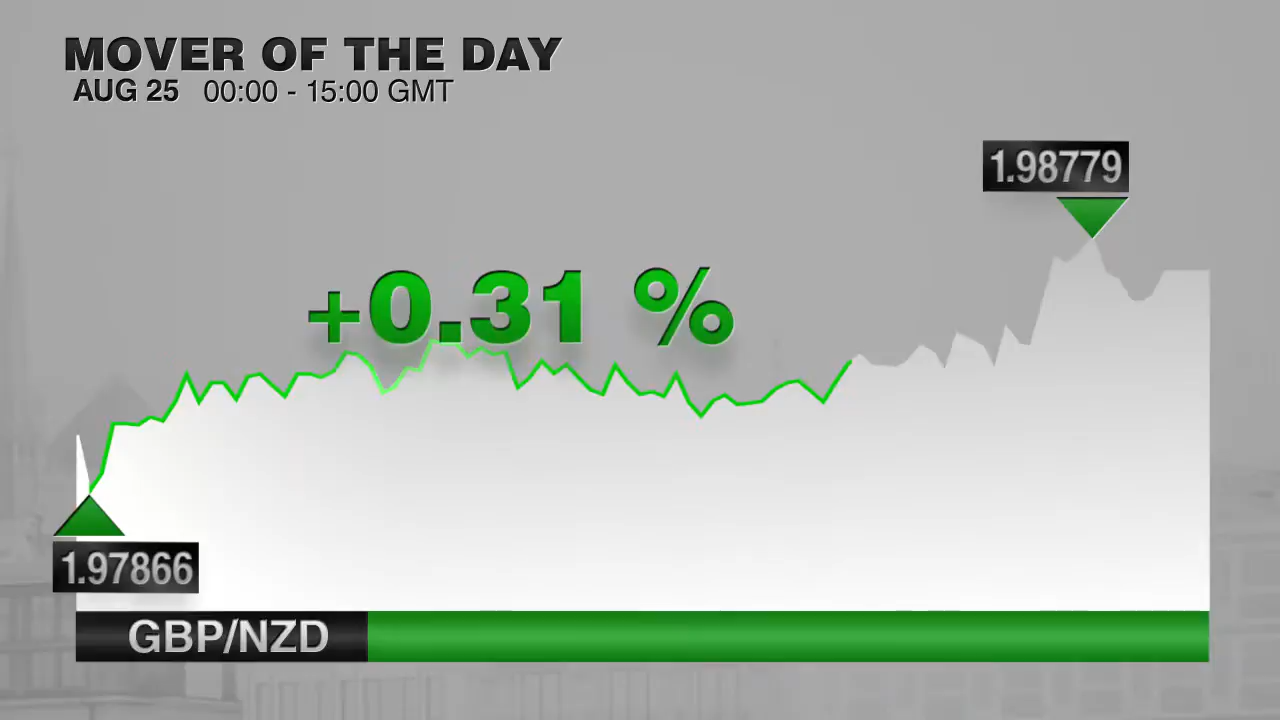 MOVER OF THE DAY
AUG 25 00:00 - 15:00 GMT
1.98779
+0.31 %
1.97866
GBP/NZD